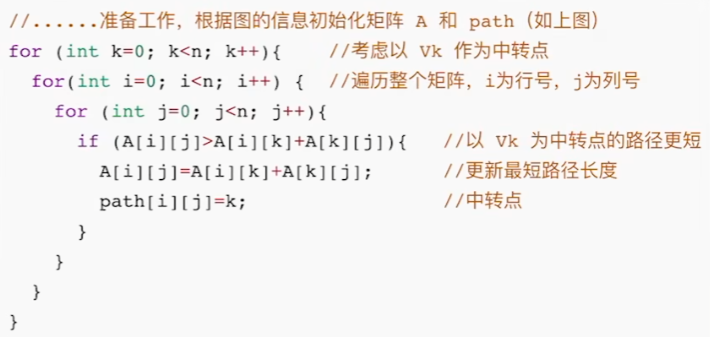 //......准备工作，根据图的信息初始化矩阵 A 和 path（如上图）
for (int k=0; k<n; k++){    //考虑以 Vk 作为中转点
  for(int i=0; i<n; i++) {  //遍历整个矩阵，i为行号，j为列号
    for (int j=0; j<n; j++){
      if (A[i][j]>A[i][k]+A[k][j]){   //以 Vk 为中转点的路径更短
        A[i][j]=A[i][k]+A[k][j];      //更新最短路径长度
        path[i][j]=k;                 //中转点
      }
    }
  }
}